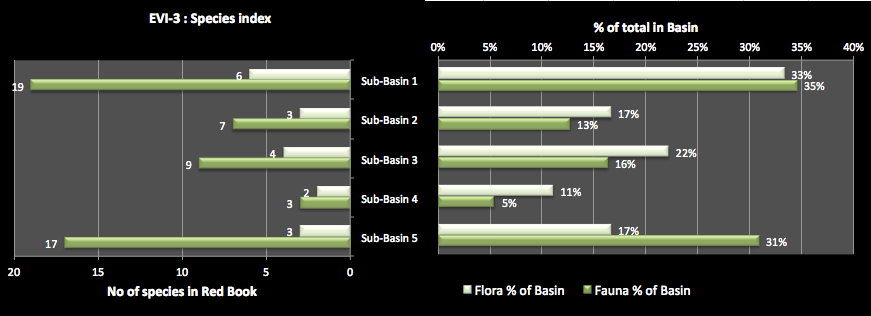 EVI-3 : Species index
% of total in Basin
0% 5% 10% 15% 20% 25% 30% 35% 40%
6 Sub-Basin 1 33%
19 35%
3 Sub-Basin 2 17%
7 13%
4 Sub-Basin 3 22%
9 16%
2 Sub-Basin 4 11%
3 5%
3 Sub-Basin 5 17%
17 31%
20 15 10 5 0
No of species in Red Book
Flora % of Basin Fauna % of Basin